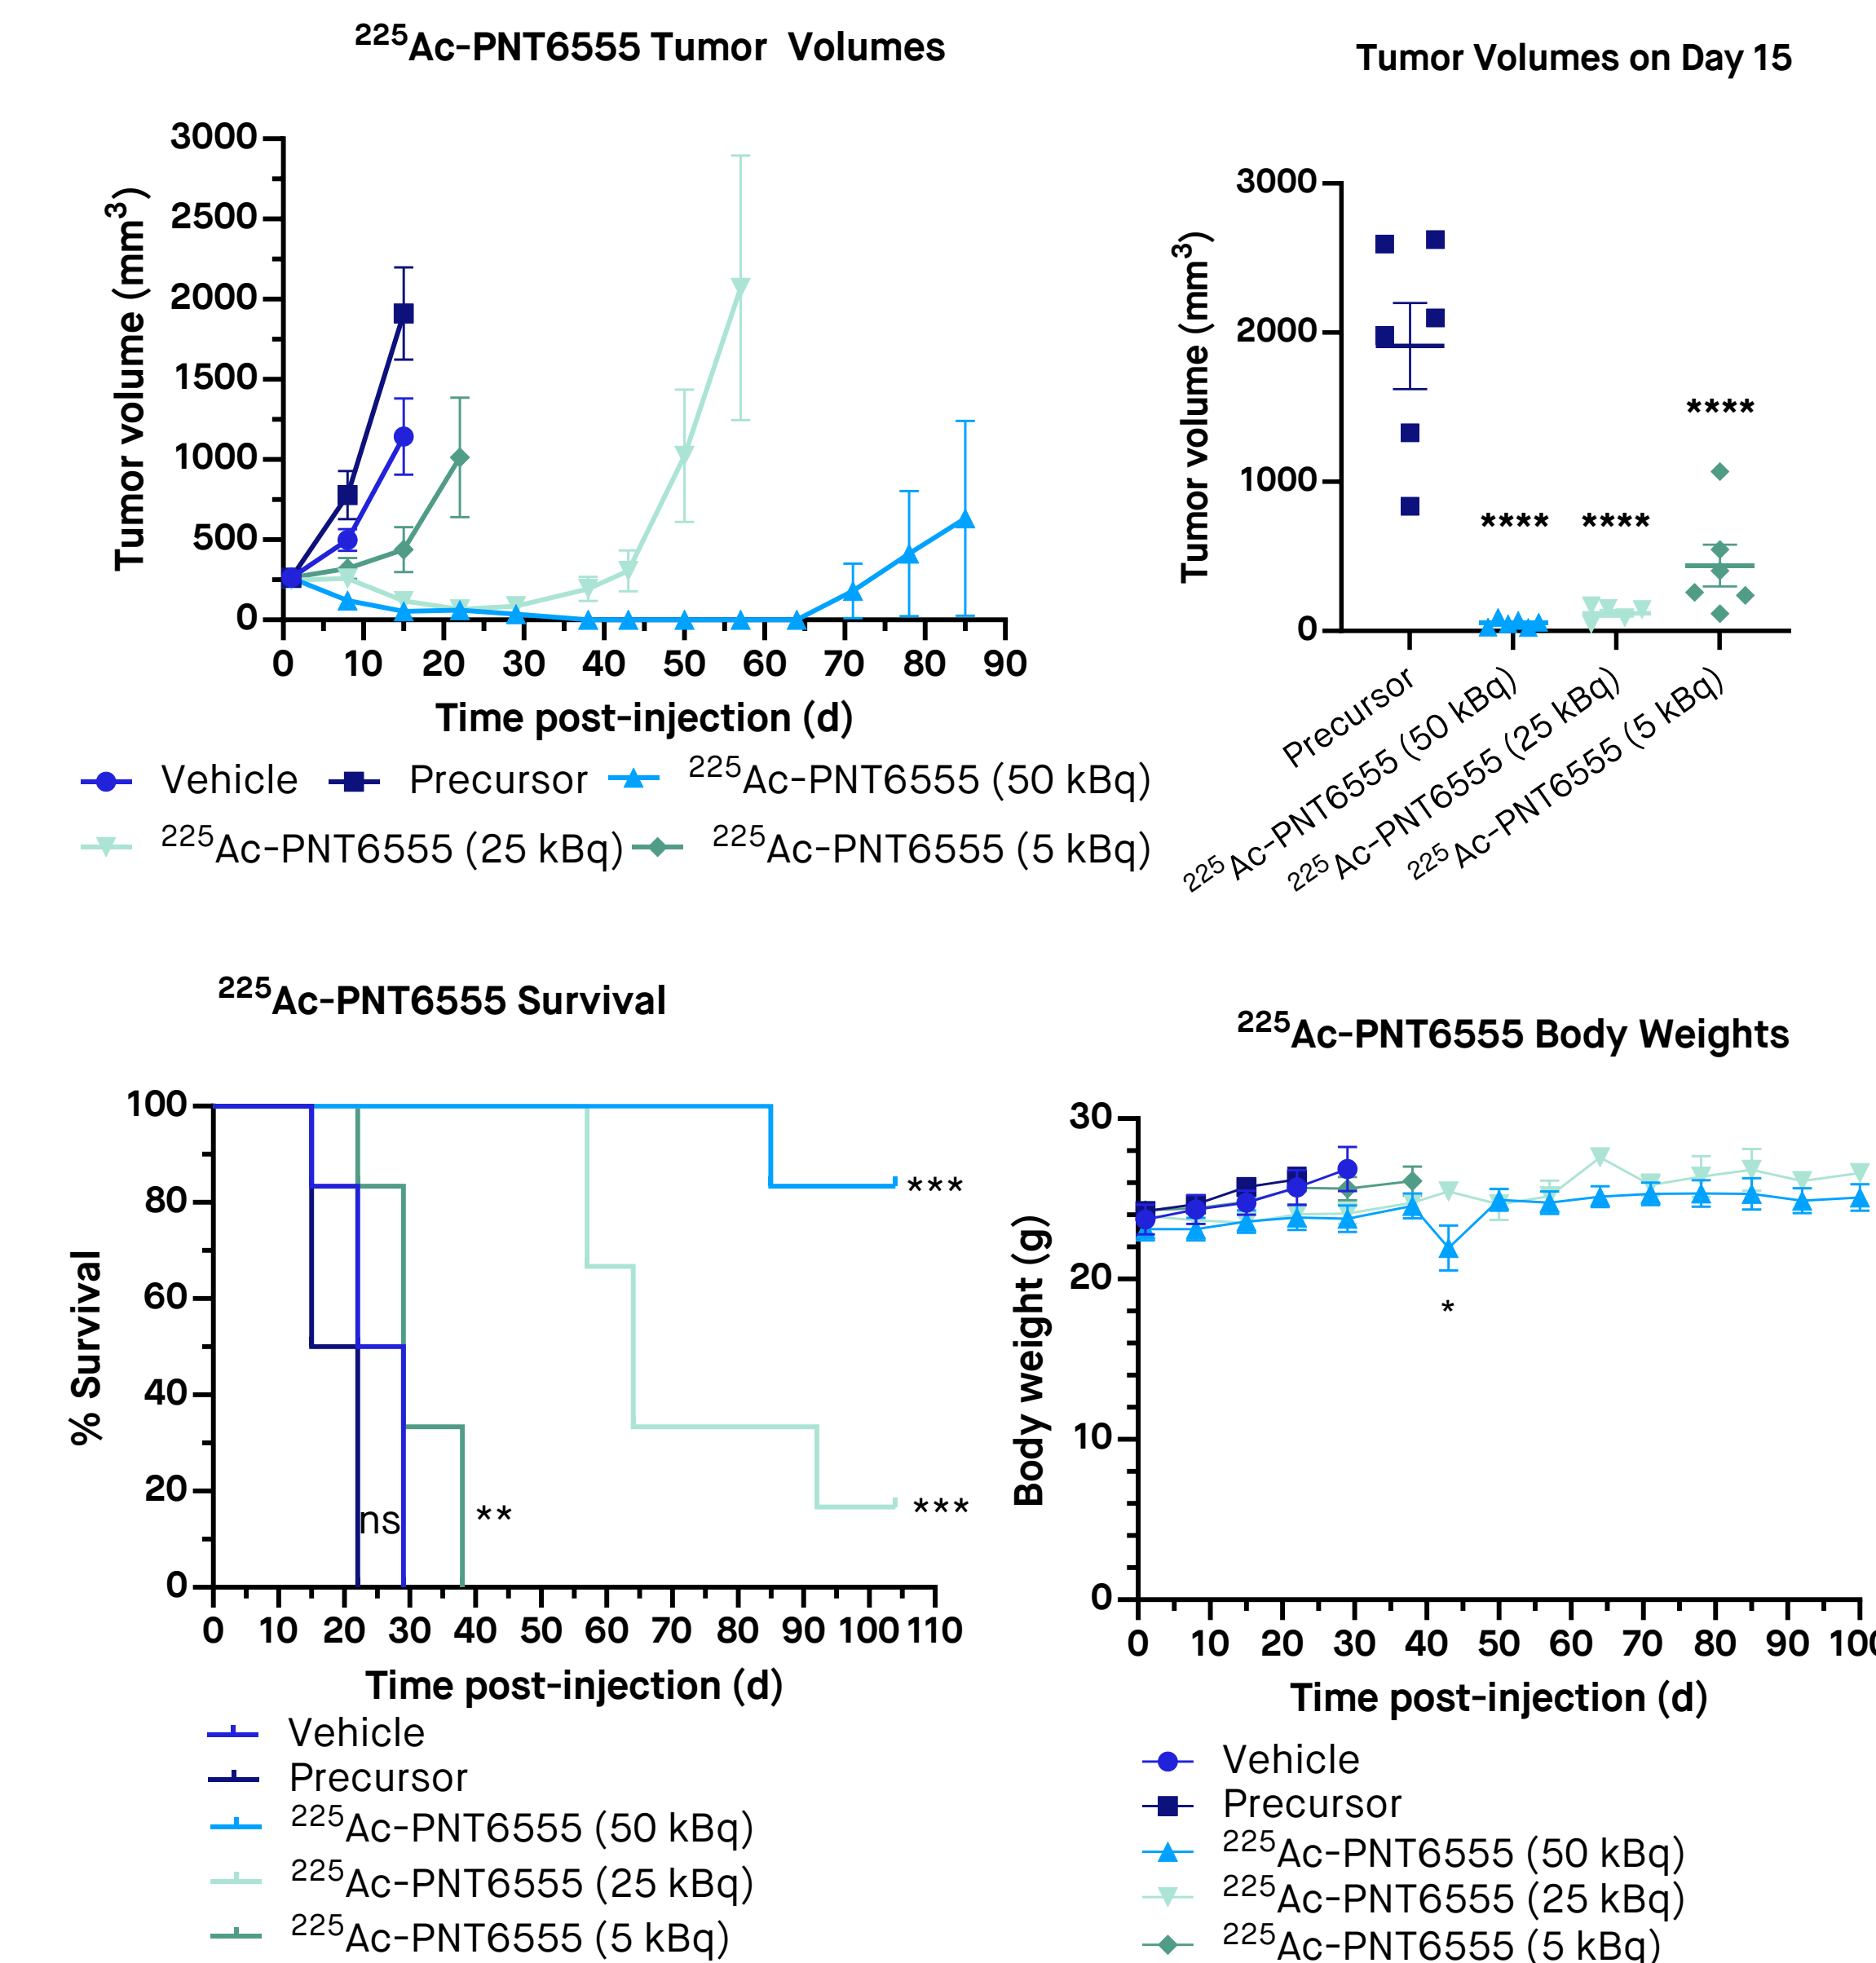 ²²⁵Ac-PNT6555 Tumor Volumes
Tumor volume (mm³)
3000
2500
2000
1500
1000
500
0
0 10 20 30 40 50 60 70 80 90
Time post-injection (d)
Vehicle Precursor ²²⁵Ac-PNT6555 (50 kBq)
²²⁵Ac-PNT6555 (25 kBq) ²²⁵Ac-PNT6555 (5 kBq)
Tumor Volumes on Day 15
Tumor volume (mm³)
3000
2000
1000
0
****
**** ****
Precursor
²²⁵Ac-PNT6555 (50 kBq)
²²⁵Ac-PNT6555 (25 kBq)
²²⁵Ac-PNT6555 (5 kBq)
²²⁵Ac-PNT6555 Survival
% Survival
100
80
60
40
20
0
***
***
ns
**
0 10 20 30 40 50 60 70 80 90 100 110
Time post-injection (d)
Vehicle
Precursor
²²⁵Ac-PNT6555 (50 kBq)
²²⁵Ac-PNT6555 (25 kBq)
²²⁵Ac-PNT6555 (5 kBq)
²²⁵Ac-PNT6555 Body Weights
Body weight (g)
30
20
10
0
*
0 10 20 30 40 50 60 70 80 90 100
Time post-injection (d)
Vehicle
Precursor
²²⁵Ac-PNT6555 (50 kBq)
²²⁵Ac-PNT6555 (25 kBq)
²²⁵Ac-PNT6555 (5 kBq)